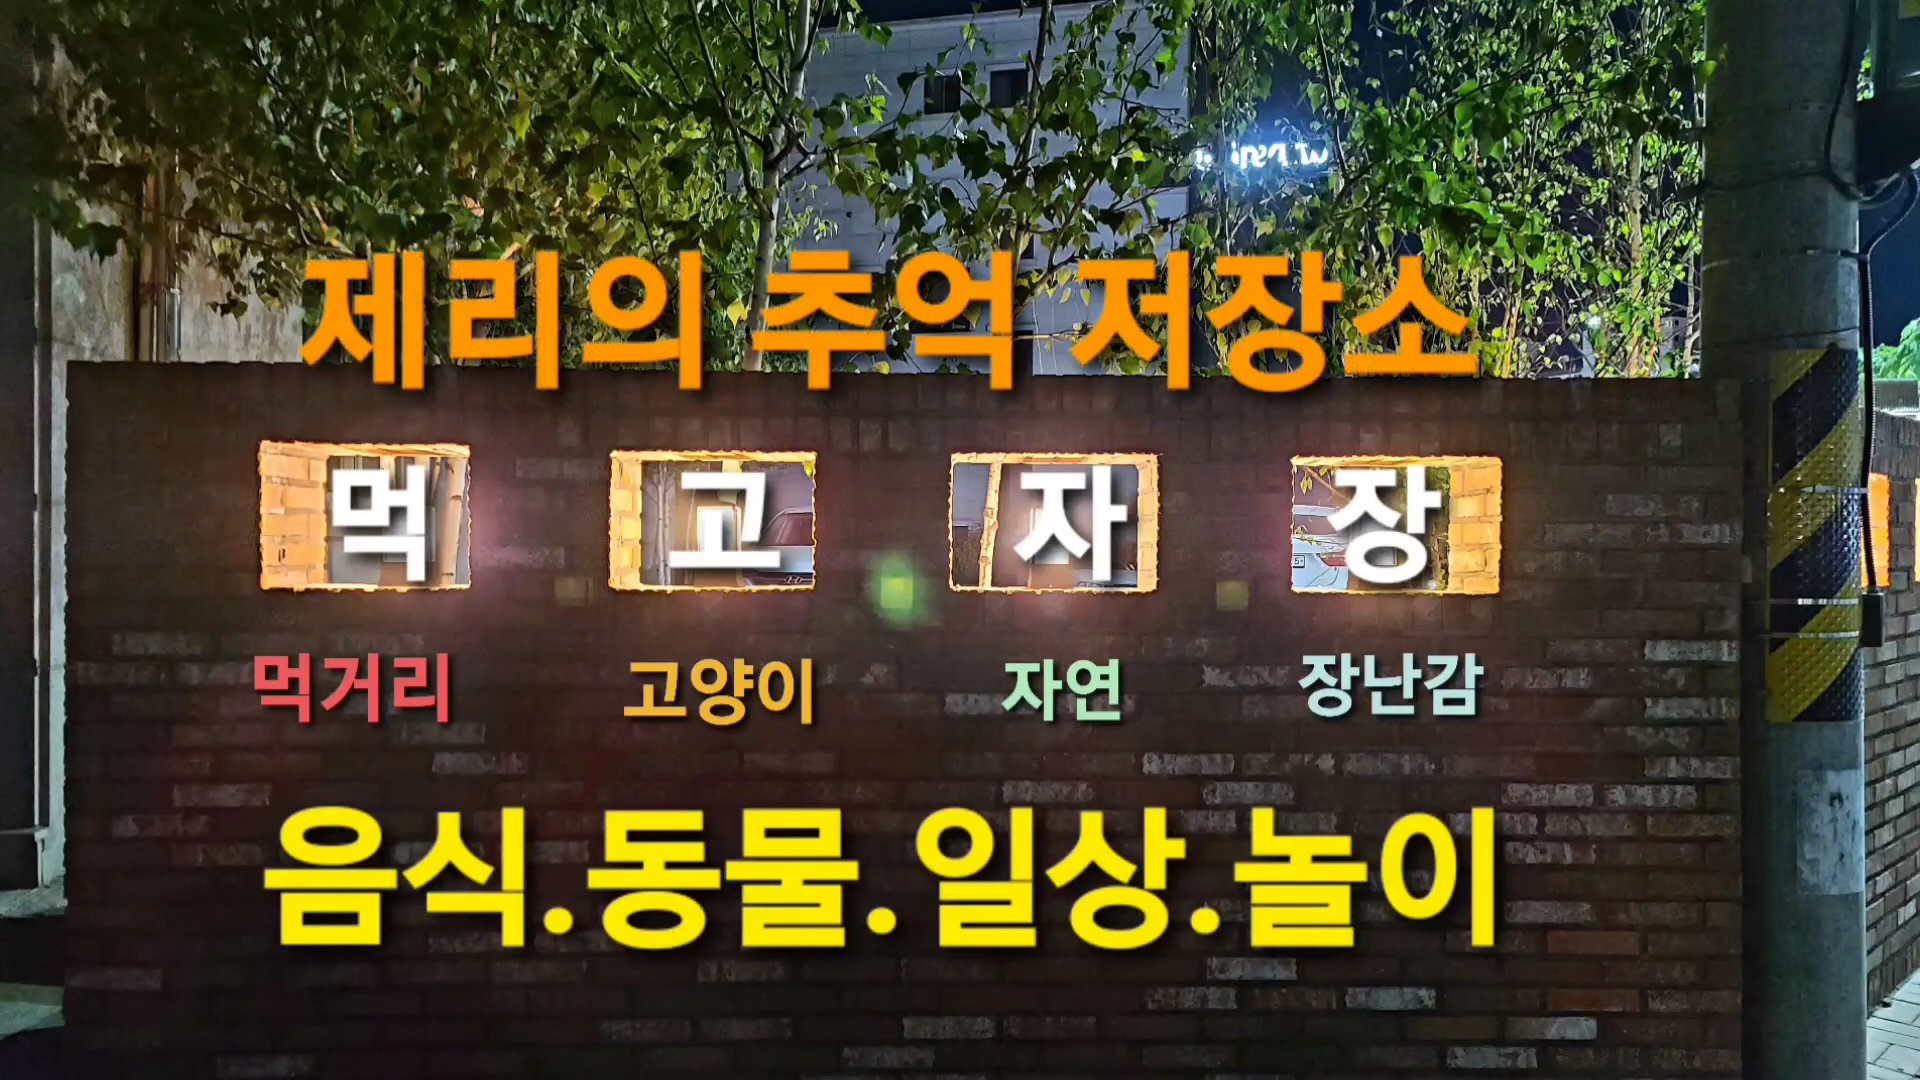 제리의 추억 저장소
먹 고 자 장
먹거리 고양이 자연 장난감
음식.동물.일상.놀이